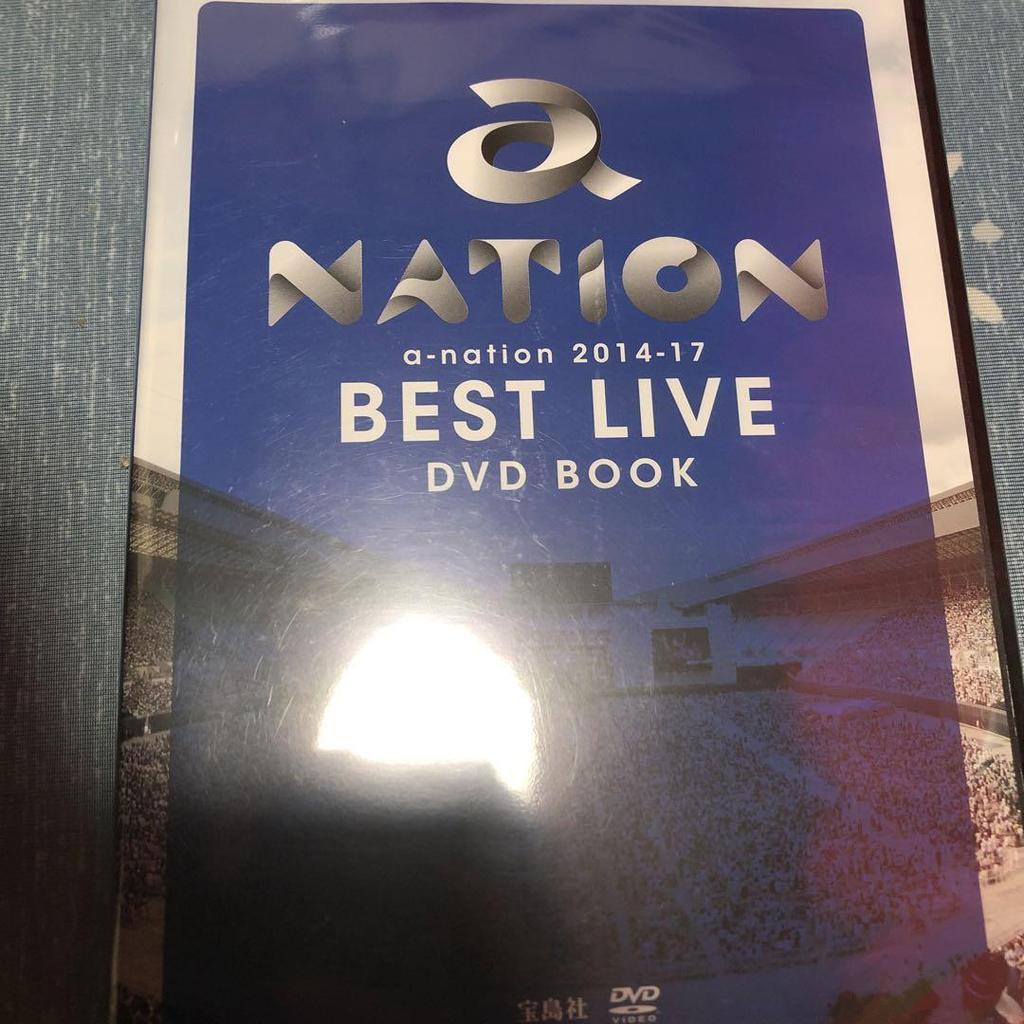 a
NATION
a-nation 2014-17
BEST LIVE
DVD BOOK
宝島社 DVD
VIDEO